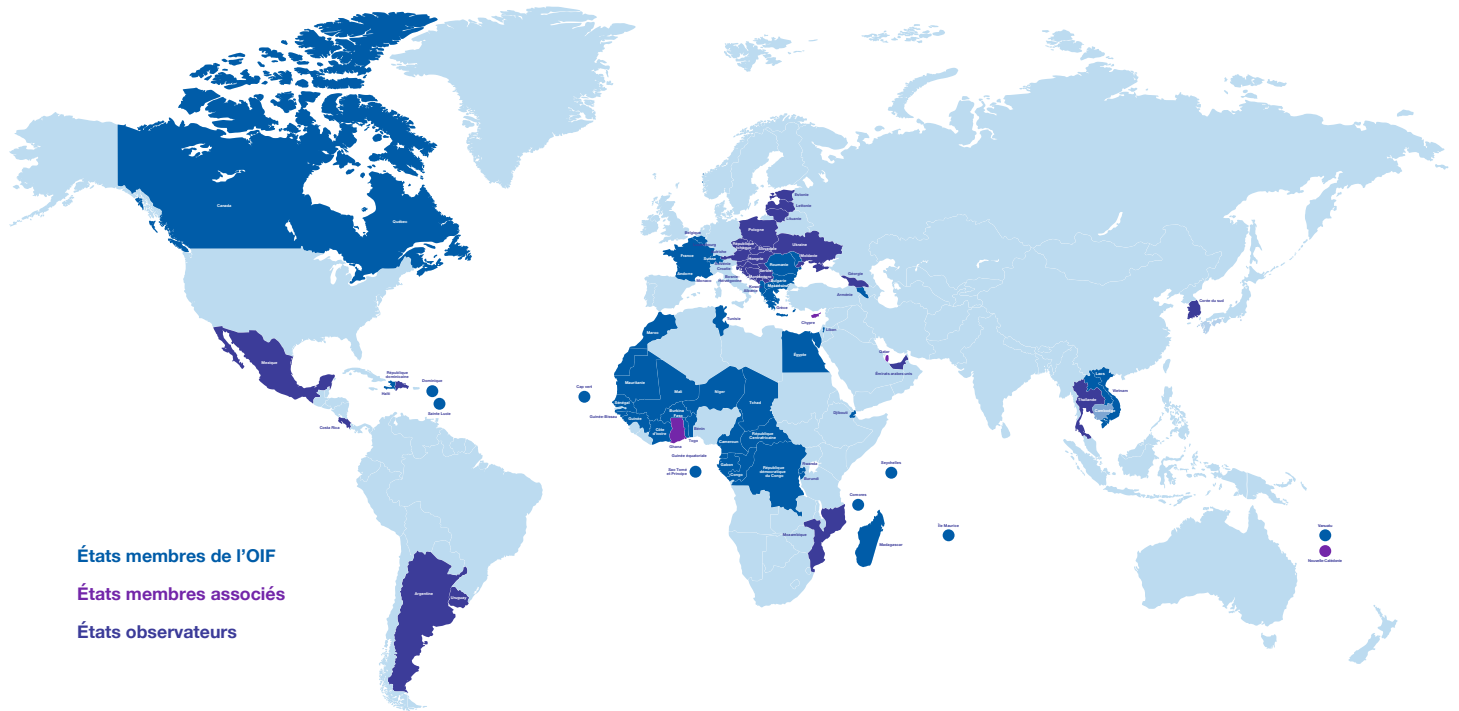 Canada
Québec
Mexique
République
dominicaine
Haïti
Dominique
Sainte Lucie
Costa Rica
Argentine
Uruguay
Estonie
Lettonie
Lituanie
Pologne
Belgique
République
tchèque
Slovaquie
Ukraine
Moldavie
France
Suisse
Autriche
Hongrie
Roumanie
Croatie
Serbie
Bosnie
Herzégovine
Bulgarie
Andorre
Monaco
Albanie
Macédoine
Grèce
Géorgie
Arménie
Chypre
Liban
Tunisie
Maroc
Égypte
Qatar
Émirats arabes unis
Corée du sud
Cap vert
Mauritanie
Mali
Niger
Tchad
Sénégal
Guinée-Bissau
Guinée
Burkina
Faso
Côte
d'Ivoire
Ghana
Togo
Bénin
Guinée équatoriale
Sao Tomé
et Principe
Cameroun
République
Centrafricaine
Gabon
Congo
République
démocratique
du Congo
Rwanda
Burundi
Djibouti
Seychelles
Comores
Mozambique
Madagascar
Île Maurice
Laos
Thaïlande
Vietnam
Cambodge
Vanuatu
Nouvelle-Calédonie
États membres de l'OIF
États membres associés
États observateurs